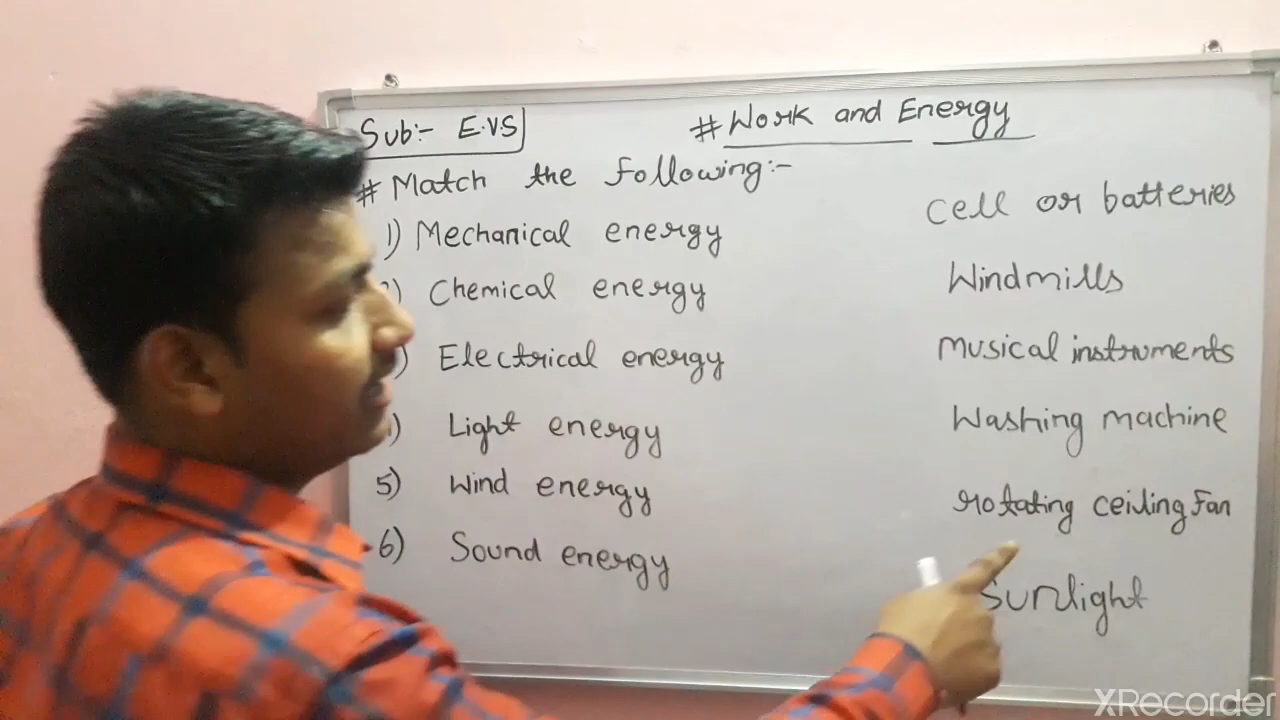 Sub:- E.V.S
# Work and Energy
# Match the following:-
1) Mechanical energy
Cell or batteries
2) Chemical energy
Windmills
) Electrical energy
Musical instruments
) Light energy
Washing machine
5) Wind energy
rotating ceiling Fan
6) Sound energy
Sunlight
XRecorder